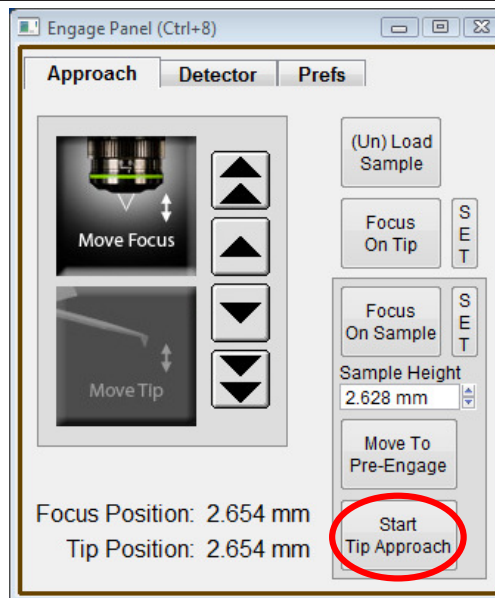 Engage Panel (Ctrl+8)
Approach
Detector
Prefs
Move Focus
Move Tip
(Un) Load
Sample
Focus
On Tip
S
E
T
Focus
On Sample
S
E
T
Sample Height
2.628 mm
Move To
Pre-Engage
Start
Tip Approach
Focus Position: 2.654 mm
Tip Position: 2.654 mm